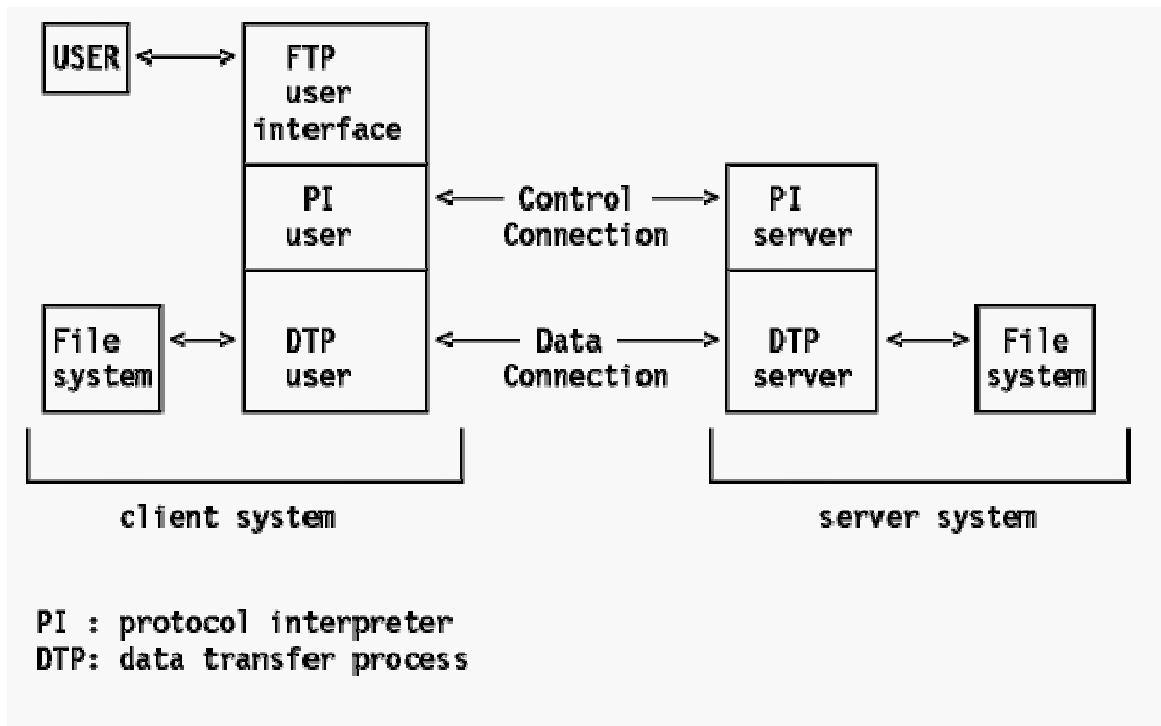 USER
FTP
user
interface
PI
user
Control
Connection
PI
server
File
system
DTP
user
Data
Connection
DTP
server
File
system
client system
server system
PI : protocol interpreter
DTP: data transfer process